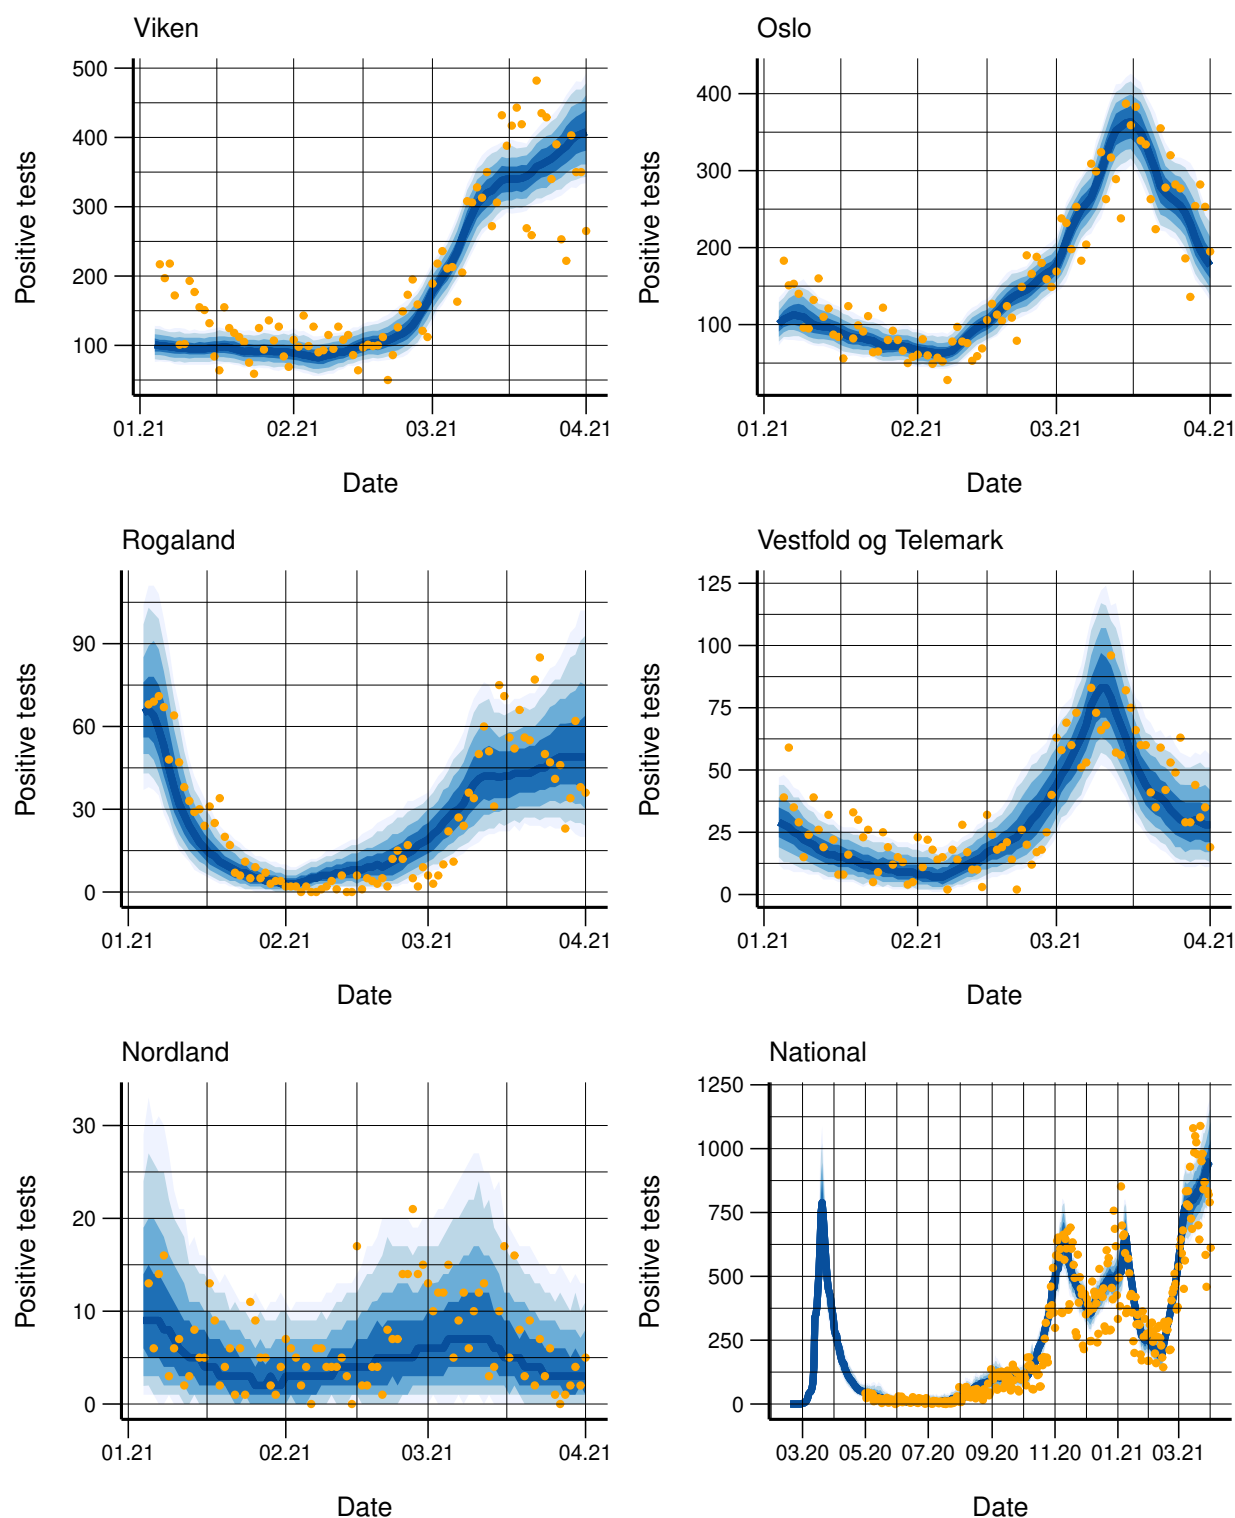 Viken
Positive tests
500
400
300
200
100
01.21 02.21 03.21 04.21
Date
Oslo
Positive tests
400
300
200
100
01.21 02.21 03.21 04.21
Date
Rogaland
Positive tests
90
60
30
0
01.21 02.21 03.21 04.21
Date
Vestfold og Telemark
Positive tests
125
100
75
50
25
0
01.21 02.21 03.21 04.21
Date
Nordland
Positive tests
30
20
10
0
01.21 02.21 03.21 04.21
Date
National
Positive tests
1250
1000
750
500
250
0
03.20 05.20 07.20 09.20 11.20 01.21 03.21
Date